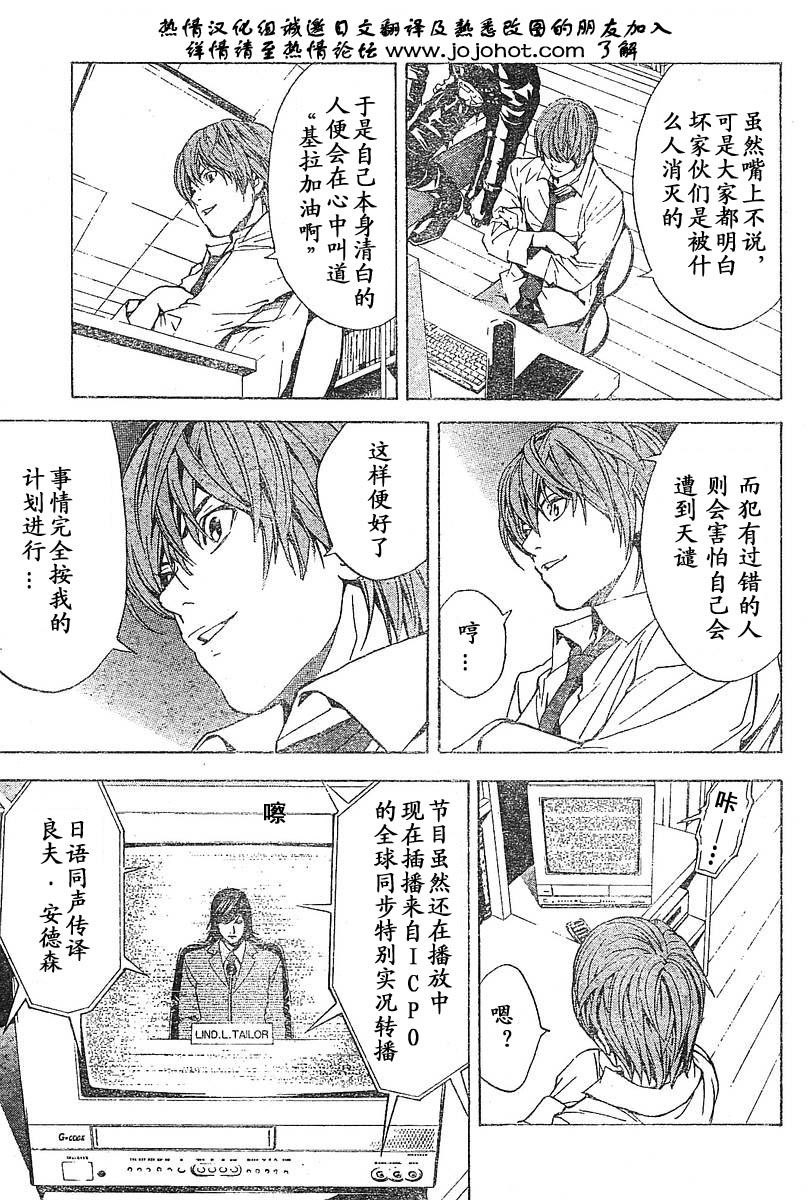 热情汉化组诚邀日文翻译及熟悉改图的朋友加入
详情请至热情论坛 www.jojohot.com 了解
虽然嘴上不说,
可是大家都明白
坏家伙们是被什
么人消灭的
于是自己本身清白的
人便会在心中叫道
“基拉加油啊”
而犯有过错的人
则会害怕自己会
遭到天谴
哼…
这样便好了
事情完全按我的
计划进行…
咔……
嗯?
节目虽然还在播放中
现在插播来自ICPO
的全球同步特别实况转播
嚓
日语同声传译
良夫·安德森
LIND.L.TAILOR
G-CODE